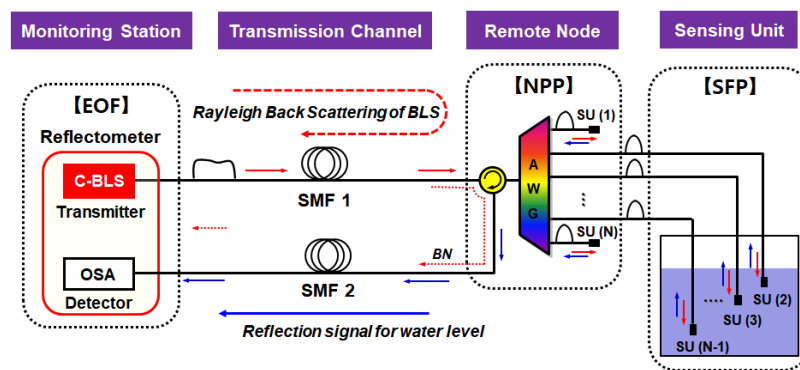 Monitoring Station
Transmission Channel
Remote Node
Sensing Unit
【EOF】
Reflectometer
C-BLS
Transmitter
OSA
Detector
Rayleigh Back Scattering of BLS
SMF 1
BN
SMF 2
Reflection signal for water level
【NPP】
SU (1)
A
W
G
SU (N)
【SFP】
SU (2)
SU (3)
SU (N-1)